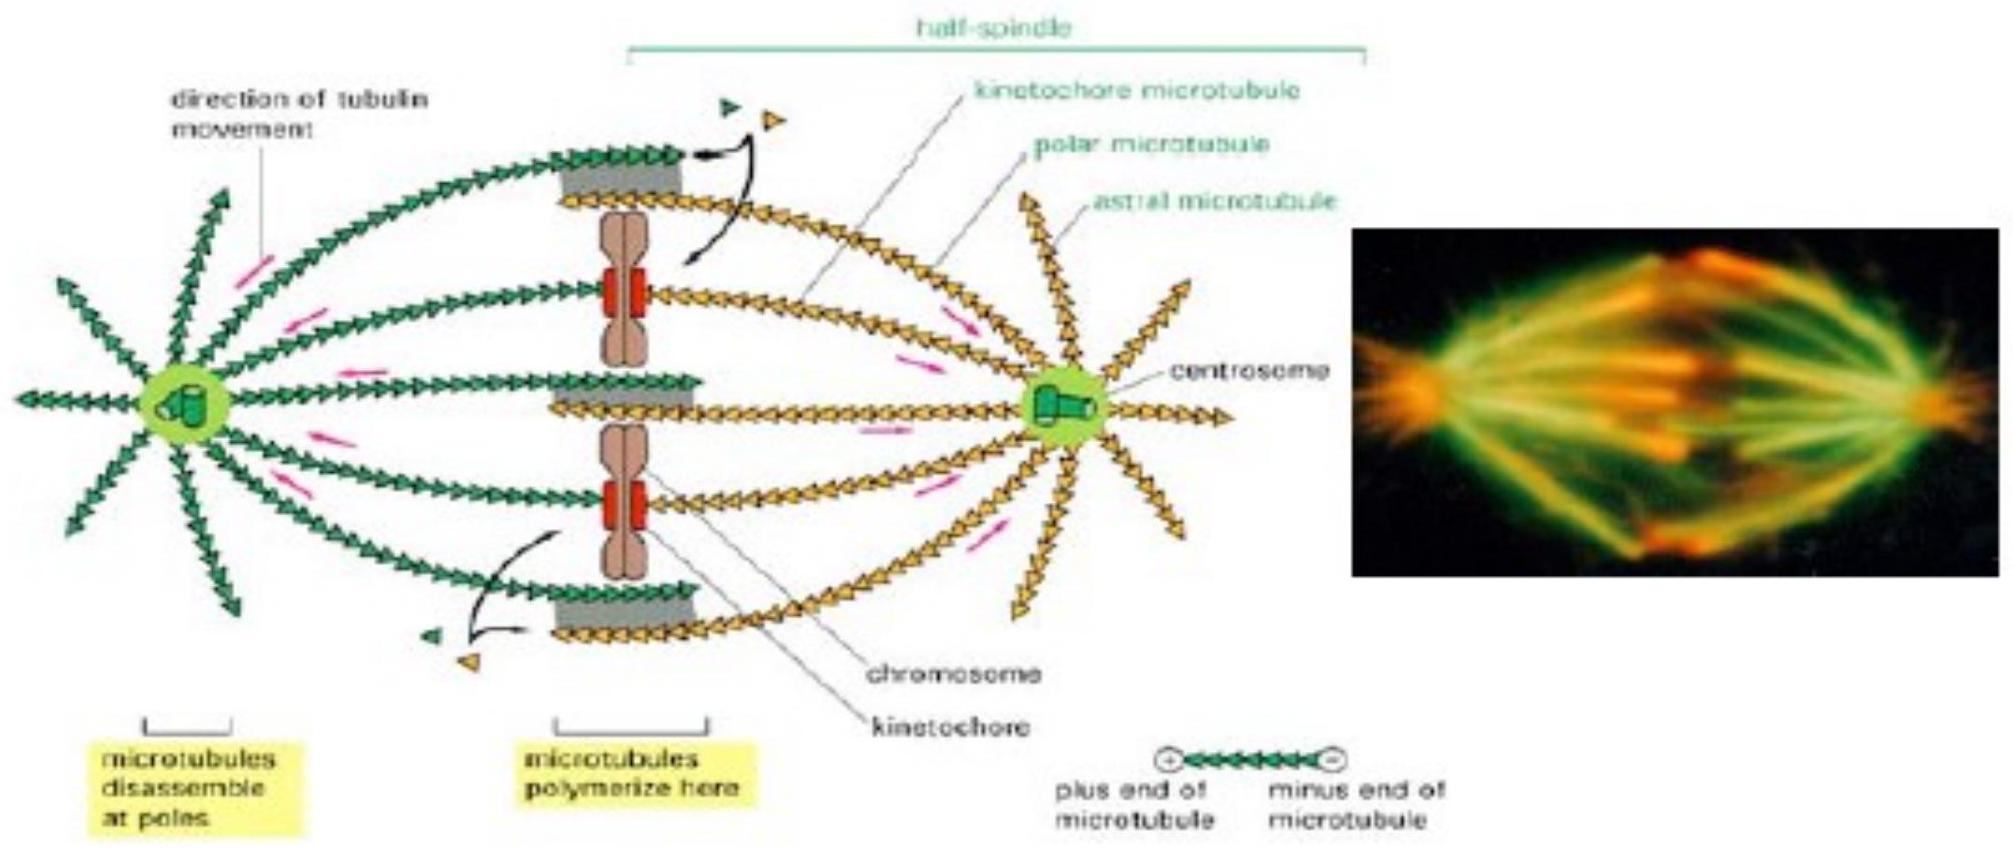 half-spindle
direction of tubulin
movement
kinetochore microtubule
polar microtubule
astral microtubule
centrosome
chromosome
kinetochore
microtubules
disassemble
at poles
microtubules
polymerize here
+ −
plus end of
microtubule
minus end of
microtubule